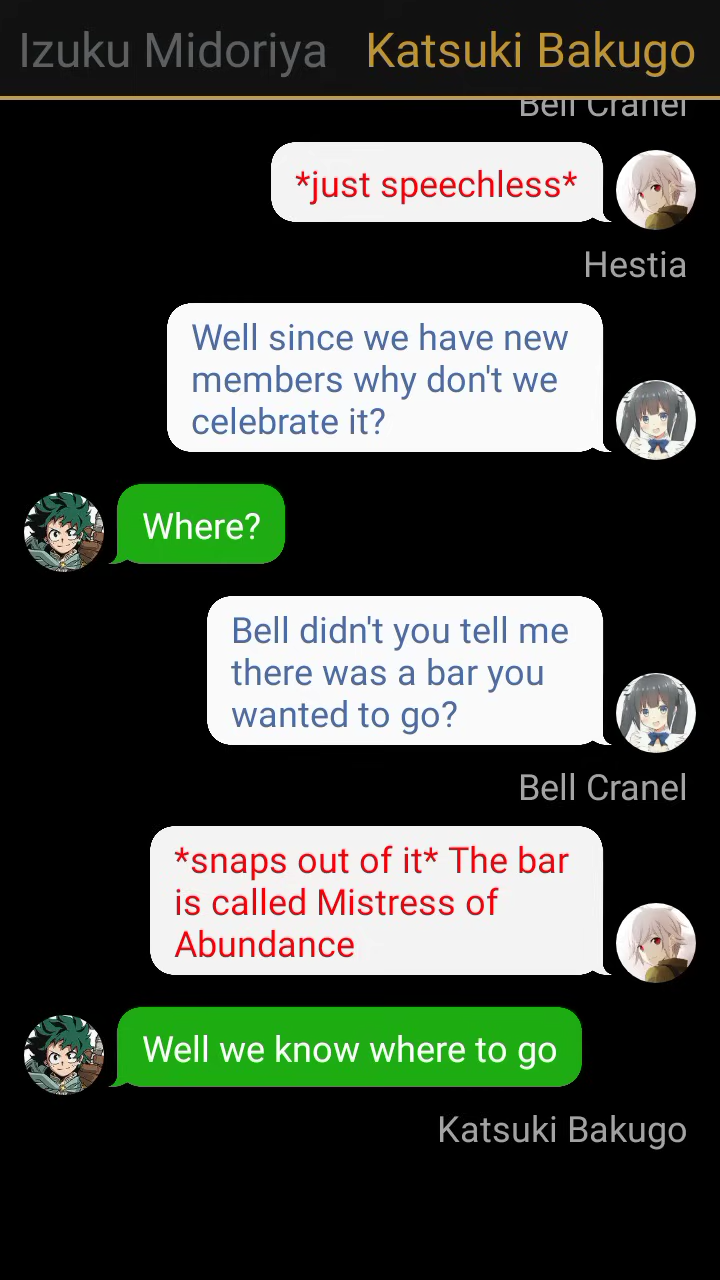 Izuku Midoriya Katsuki Bakugo
Bell Cranel
*just speechless*
Hestia
Well since we have new
members why don't we
celebrate it?
Where?
Bell didn't you tell me
there was a bar you
wanted to go?
Bell Cranel
*snaps out of it* The bar
is called Mistress of
Abundance
Well we know where to go
Katsuki Bakugo